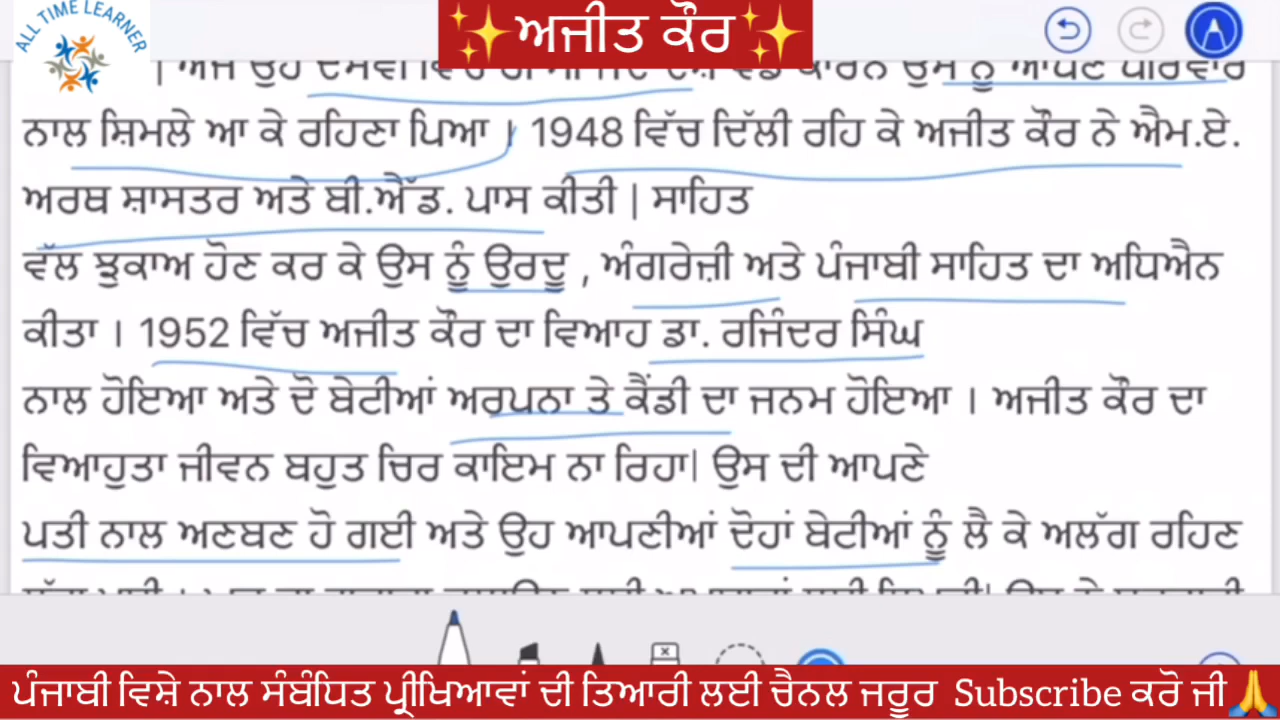 ALL TIME LEARNER
✨ਅਜੀਤ ਕੌਰ✨
ਨਾਲ ਸ਼ਿਮਲੇ ਆ ਕੇ ਰਹਿਣਾ ਪਿਆ । 1948 ਵਿੱਚ ਦਿੱਲੀ ਰਹਿ ਕੇ ਅਜੀਤ ਕੌਰ ਨੇ ਐਮ.ਏ.
ਅਰਥ ਸ਼ਾਸਤਰ ਅਤੇ ਬੀ.ਐੱਡ. ਪਾਸ ਕੀਤੀ | ਸਾਹਿਤ
ਵੱਲ ਝੁਕਾਅ ਹੋਣ ਕਰ ਕੇ ਉਸ ਨੂੰ ਉਰਦੂ , ਅੰਗਰੇਜ਼ੀ ਅਤੇ ਪੰਜਾਬੀ ਸਾਹਿਤ ਦਾ ਅਧਿਐਨ
ਕੀਤਾ । 1952 ਵਿੱਚ ਅਜੀਤ ਕੌਰ ਦਾ ਵਿਆਹ ਡਾ. ਰਜਿੰਦਰ ਸਿੰਘ
ਨਾਲ ਹੋਇਆ ਅਤੇ ਦੋ ਬੇਟੀਆਂ ਅਰਪਨਾ ਤੇ ਕੈਂਡੀ ਦਾ ਜਨਮ ਹੋਇਆ । ਅਜੀਤ ਕੌਰ ਦਾ
ਵਿਆਹੁਤਾ ਜੀਵਨ ਬਹੁਤ ਚਿਰ ਕਾਇਮ ਨਾ ਰਿਹਾ| ਉਸ ਦੀ ਆਪਣੇ
ਪਤੀ ਨਾਲ ਅਣਬਣ ਹੋ ਗਈ ਅਤੇ ਉਹ ਆਪਣੀਆਂ ਦੋਹਾਂ ਬੇਟੀਆਂ ਨੂੰ ਲੈ ਕੇ ਅਲੱਗ ਰਹਿਣ
ਪੰਜਾਬੀ ਵਿਸ਼ੇ ਨਾਲ ਸੰਬੰਧਿਤ ਪ੍ਰੀਖਿਆਵਾਂ ਦੀ ਤਿਆਰੀ ਲਈ ਚੈਨਲ ਜਰੂਰ Subscribe ਕਰੋ ਜੀ🙏